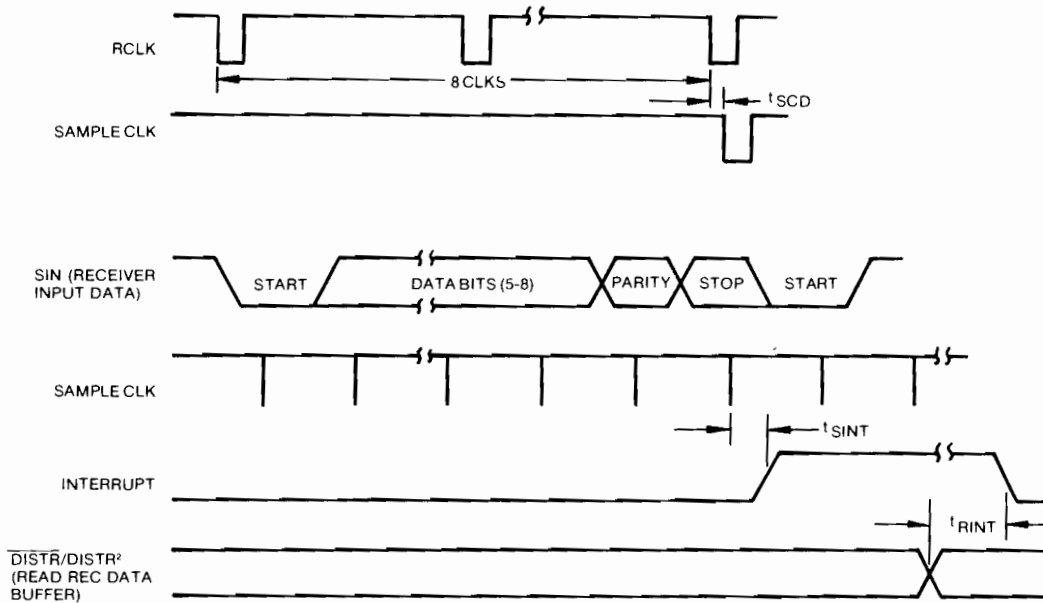 RCLK
8 CLKS
tSCD
SAMPLE CLK
SIN (RECEIVER
INPUT DATA)
START
DATA BITS (5-8)
PARITY
STOP
START
SAMPLE CLK
tSINT
INTERRUPT
tRINT
DISTR/DISTR²
(READ REC DATA
BUFFER)